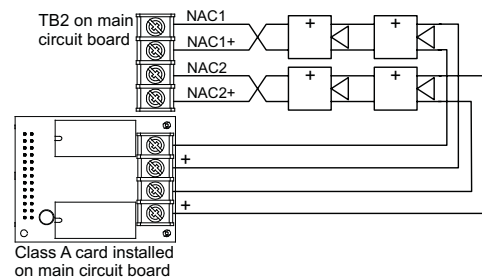 TB2 on main
circuit board
NAC1
NAC1+
NAC2
NAC2+
+ +
+ +
+
+
Class A card installed
on main circuit board